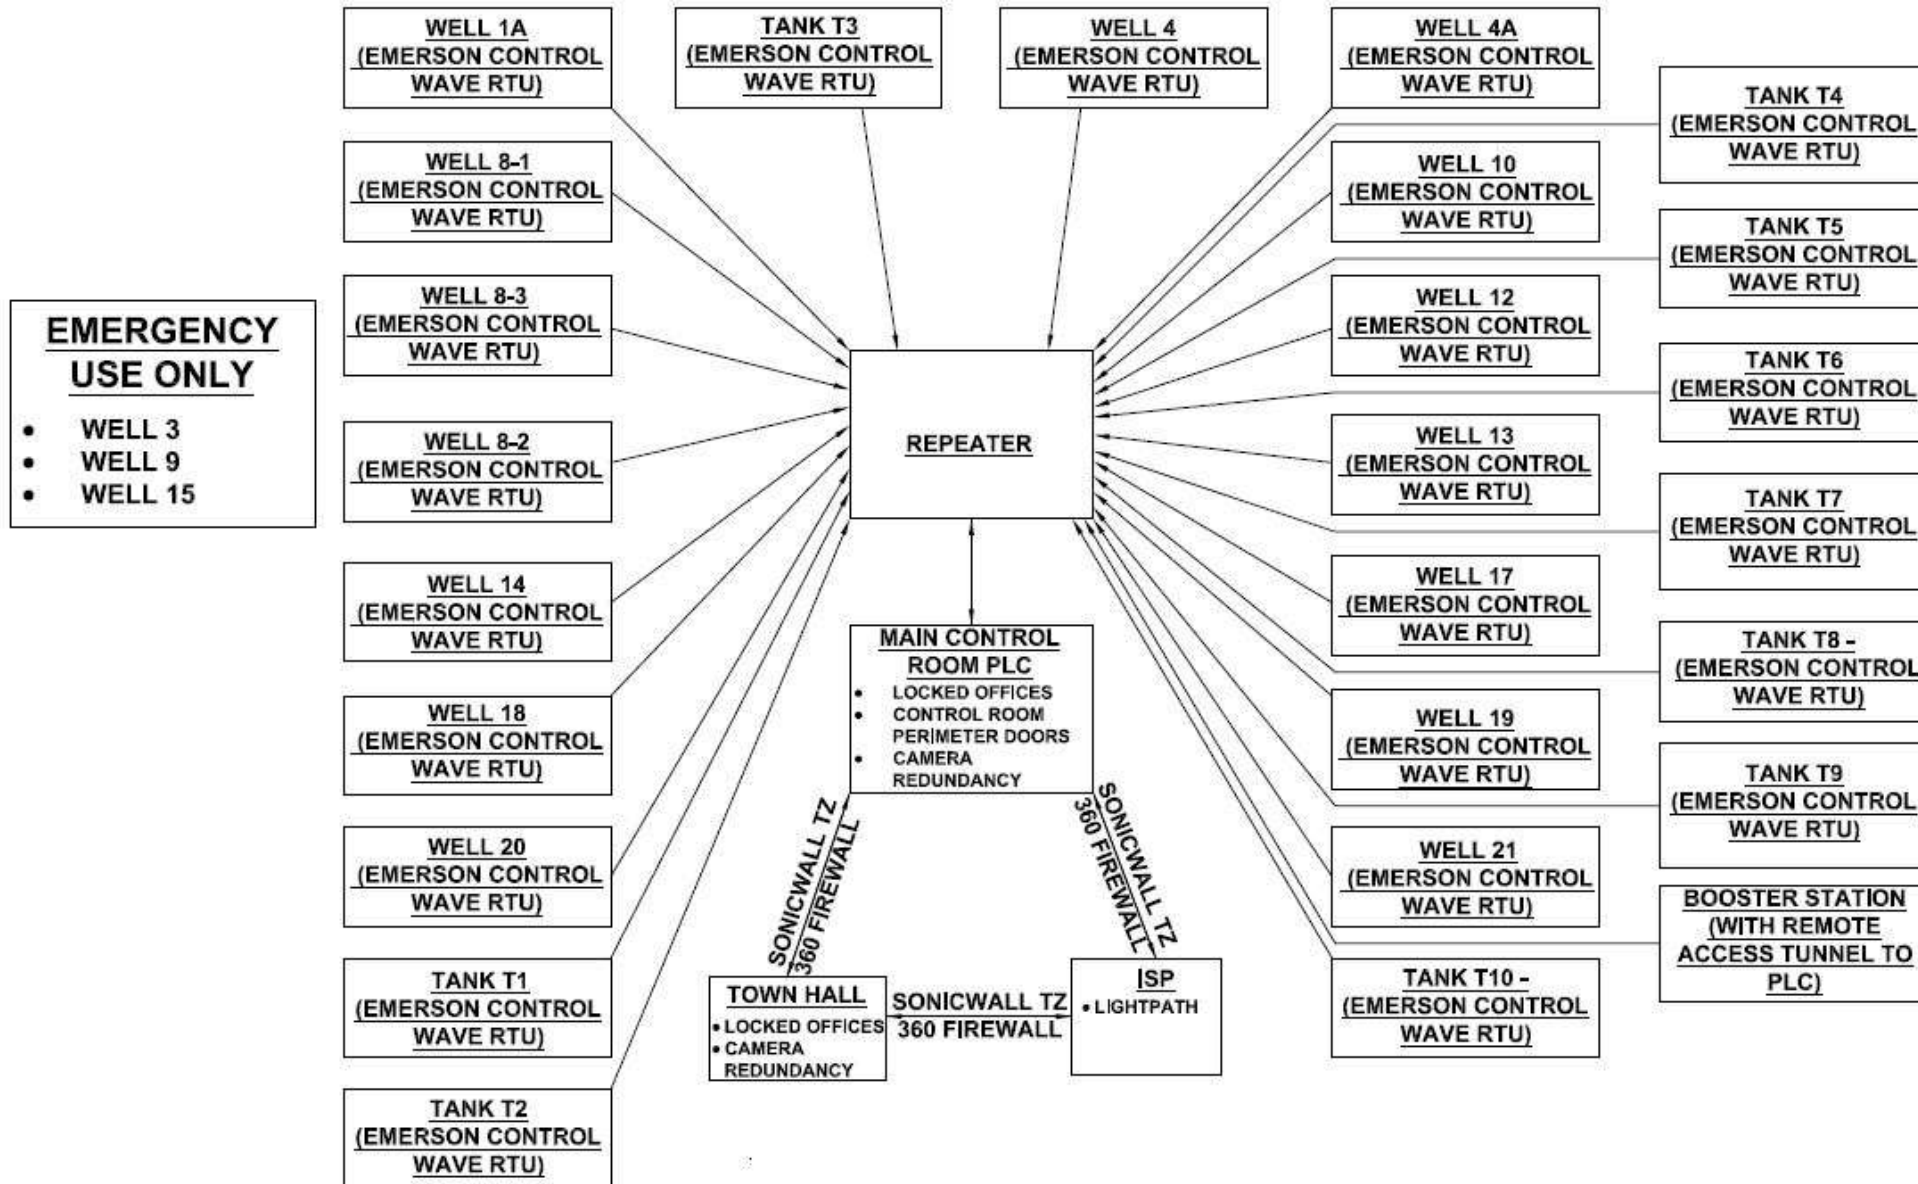 WELL 1A
(EMERSON CONTROL
WAVE RTU)
TANK T3
(EMERSON CONTROL
WAVE RTU)
WELL 4
(EMERSON CONTROL
WAVE RTU)
WELL 4A
(EMERSON CONTROL
WAVE RTU)
TANK T4
(EMERSON CONTROL
WAVE RTU)
WELL 8-1
(EMERSON CONTROL
WAVE RTU)
WELL 10
(EMERSON CONTROL
WAVE RTU)
TANK T5
(EMERSON CONTROL
WAVE RTU)
EMERGENCY
USE ONLY
• WELL 3
• WELL 9
• WELL 15
WELL 8-3
(EMERSON CONTROL
WAVE RTU)
WELL 12
(EMERSON CONTROL
WAVE RTU)
TANK T6
(EMERSON CONTROL
WAVE RTU)
WELL 8-2
(EMERSON CONTROL
WAVE RTU)
REPEATER
WELL 13
(EMERSON CONTROL
WAVE RTU)
TANK T7
(EMERSON CONTROL
WAVE RTU)
WELL 14
(EMERSON CONTROL
WAVE RTU)
WELL 17
(EMERSON CONTROL
WAVE RTU)
TANK T8 -
(EMERSON CONTROL
WAVE RTU)
MAIN CONTROL
ROOM PLC
• LOCKED OFFICES
• CONTROL ROOM
PERIMETER DOORS
• CAMERA
REDUNDANCY
WELL 18
(EMERSON CONTROL
WAVE RTU)
WELL 19
(EMERSON CONTROL
WAVE RTU)
TANK T9
(EMERSON CONTROL
WAVE RTU)
SONICWALL TZ
360 FIREWALL
SONICWALL TZ
360 FIREWALL
WELL 20
(EMERSON CONTROL
WAVE RTU)
WELL 21
(EMERSON CONTROL
WAVE RTU)
BOOSTER STATION
(WITH REMOTE
ACCESS TUNNEL TO
PLC)
TANK T1
(EMERSON CONTROL
WAVE RTU)
TOWN HALL
• LOCKED OFFICES
• CAMERA
REDUNDANCY
SONICWALL TZ
360 FIREWALL
ISP
• LIGHTPATH
TANK T10 -
(EMERSON CONTROL
WAVE RTU)
TANK T2
(EMERSON CONTROL
WAVE RTU)